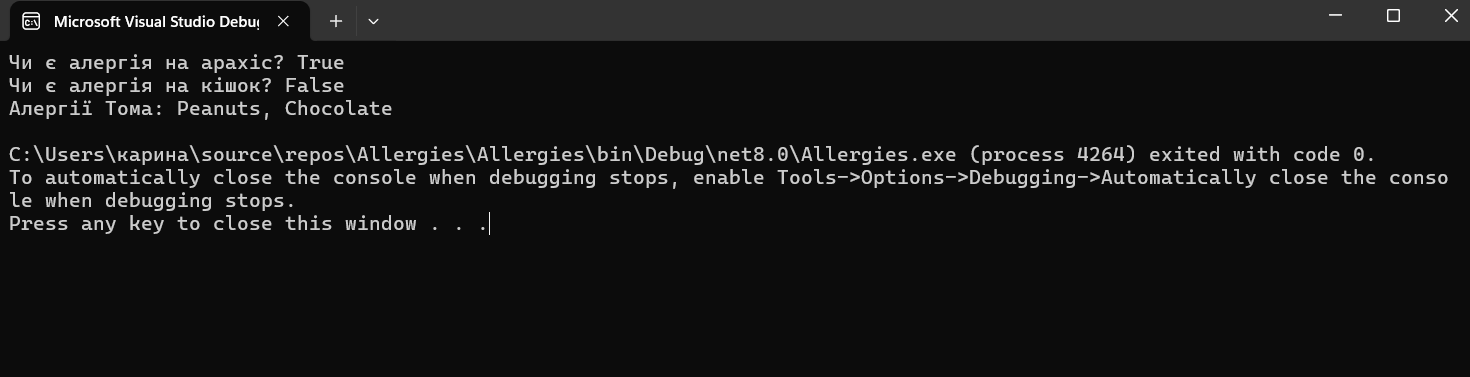 Microsoft Visual Studio Debug
Чи є алергія на арахіс? True
Чи є алергія на кішок? False
Алергії Тома: Peanuts, Chocolate
C:\Users\карина\source\repos\Allergies\Allergies\bin\Debug\net8.0\Allergies.exe (process 4264) exited with code 0.
To automatically close the console when debugging stops, enable Tools->Options->Debugging->Automatically close the conso
le when debugging stops.
Press any key to close this window . . .